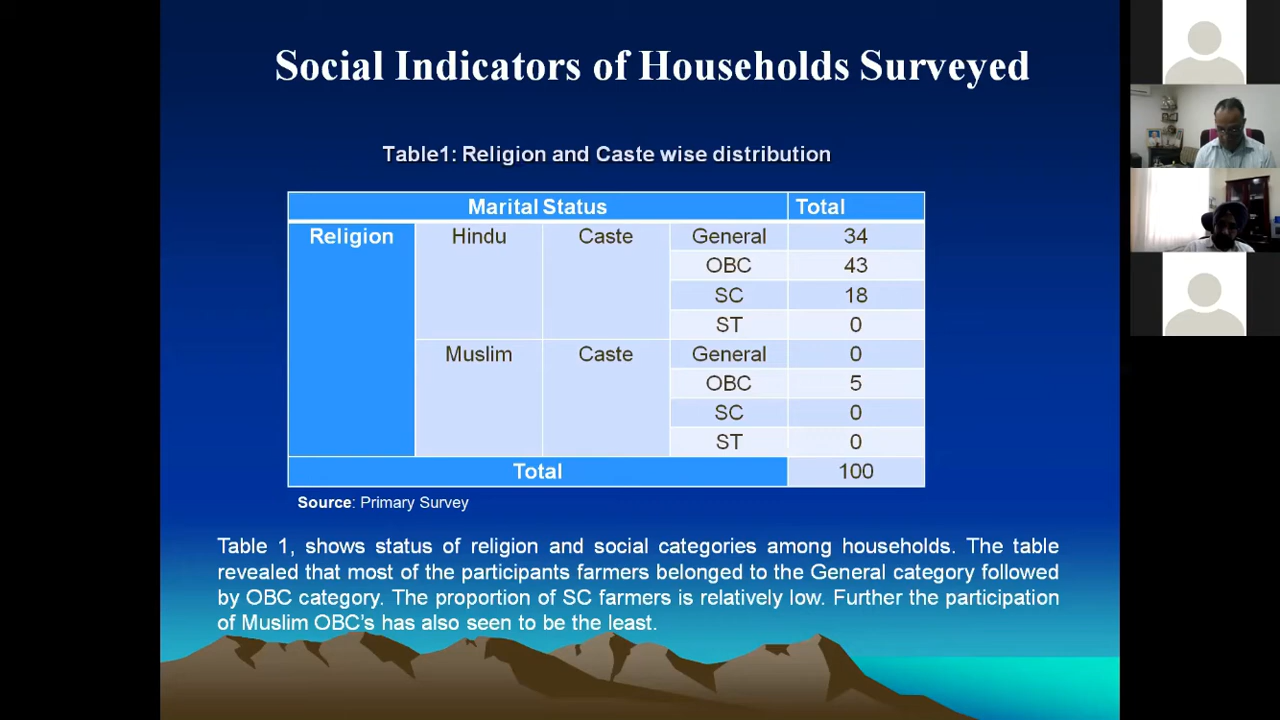 Social Indicators of Households Surveyed
Table1: Religion and Caste wise distribution
Marital Status Total
Religion Hindu Caste General 34
OBC 43
SC 18
ST 0
Muslim Caste General 0
OBC 5
SC 0
ST 0
Total 100
Source: Primary Survey
Table 1, shows status of religion and social categories among households. The table
revealed that most of the participants farmers belonged to the General category followed
by OBC category. The proportion of SC farmers is relatively low. Further the participation
of Muslim OBC's has also seen to be the least.